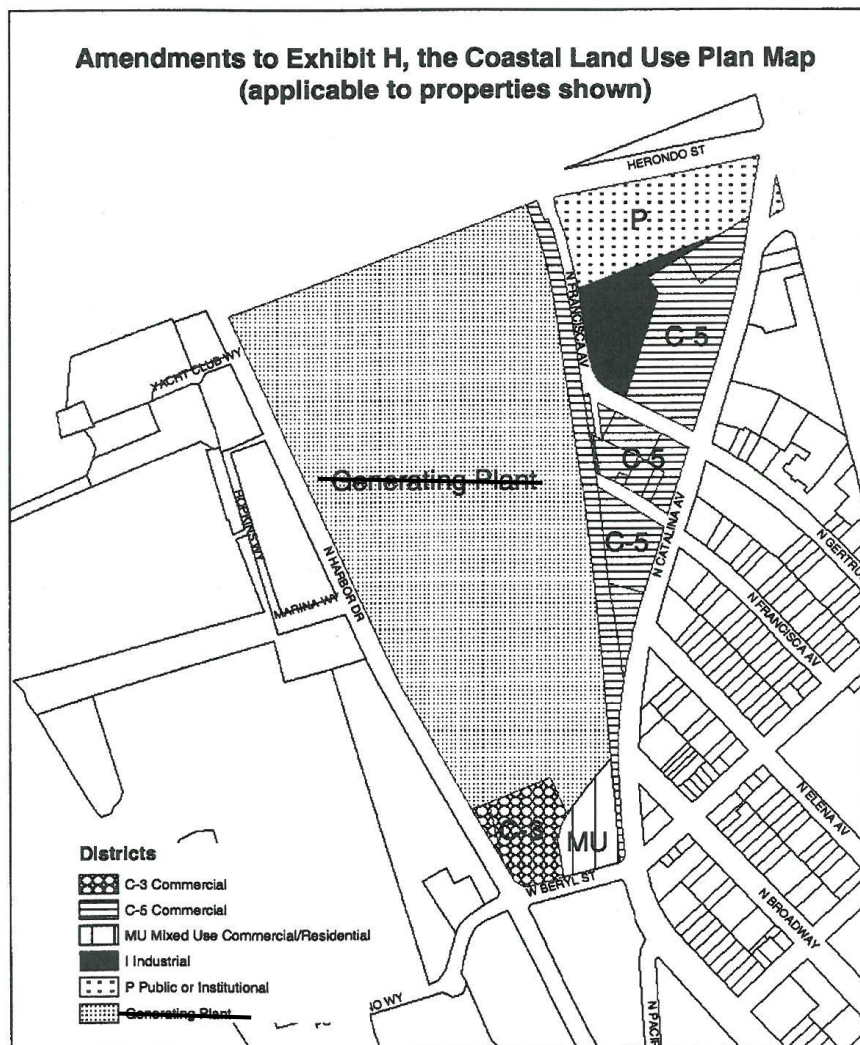 Amendments to Exhibit H, the Coastal Land Use Plan Map
(applicable to properties shown)
HERONDO ST
P
N FRANCISCA AV
C-5
YACHT CLUB WY
Generating Plant
C-5
HOPKINS WY
N HARBOR DR
C-5
N CATALINA AV
N GERTRU
MARINA WY
N FRANCISCA AV
N ELENA AV
C-3
MU
W BERYL ST
N BROADWAY
Districts
C-3 Commercial
C-5 Commercial
MU Mixed Use Commercial/Residential
I Industrial
P Public or Institutional
Generating Plant
NO WY
N PACIF